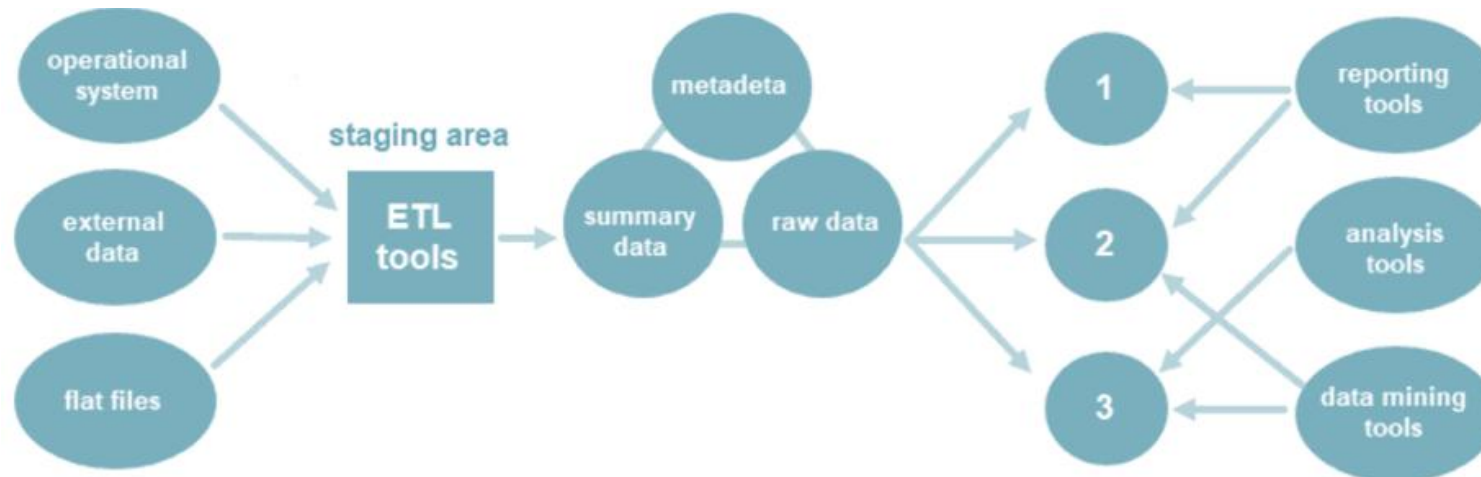 operational
system
external
data
flat files
staging area
ETL
tools
metadeta
summary
data
raw data
1
2
3
reporting
tools
analysis
tools
data mining
tools